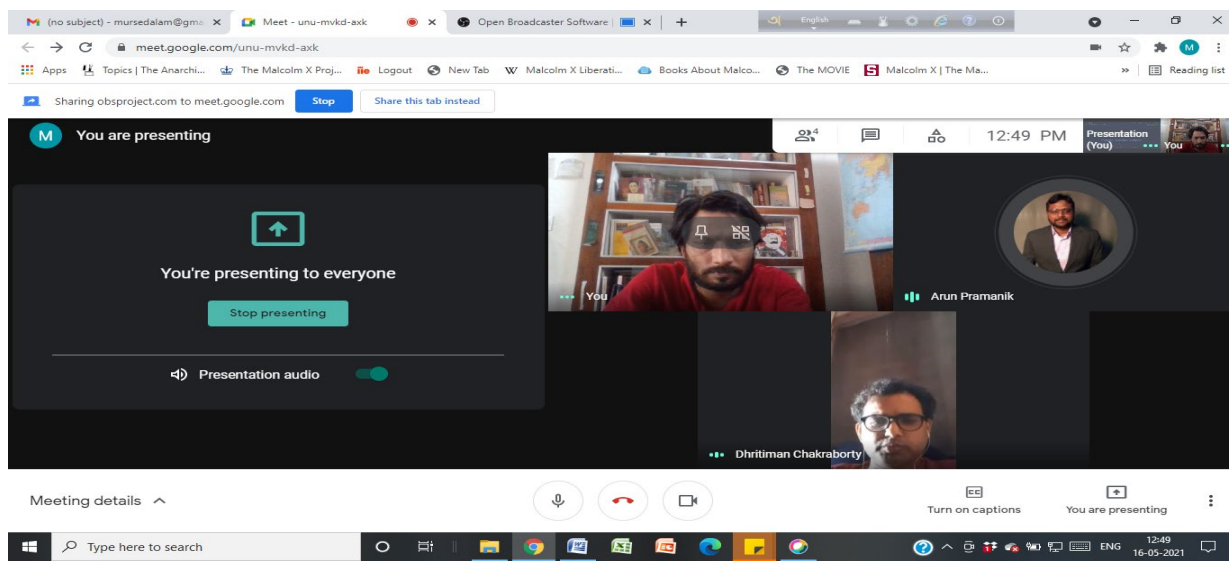 (no subject) - mursedalam@gma
Meet - unu-mvkd-axk
Open Broadcaster Software |
English
meet.google.com/unu-mvkd-axk
M
Apps
Topics | The Anarchi...
The Malcolm X Proj...
iie Logout
New Tab
W Malcolm X Liberati...
Books About Malco...
The MOVIE
S Malcolm X | The Ma...
»
Reading list
Sharing obsproject.com to meet.google.com
Stop
Share this tab instead
M You are presenting
4
12:49 PM
Presentation
(You)
You
You're presenting to everyone
Stop presenting
Presentation audio
You
Arun Pramanik
Dhritiman Chakraborty
Meeting details
CC
Turn on captions
You are presenting
Type here to search
ENG
12:49
16-05-2021